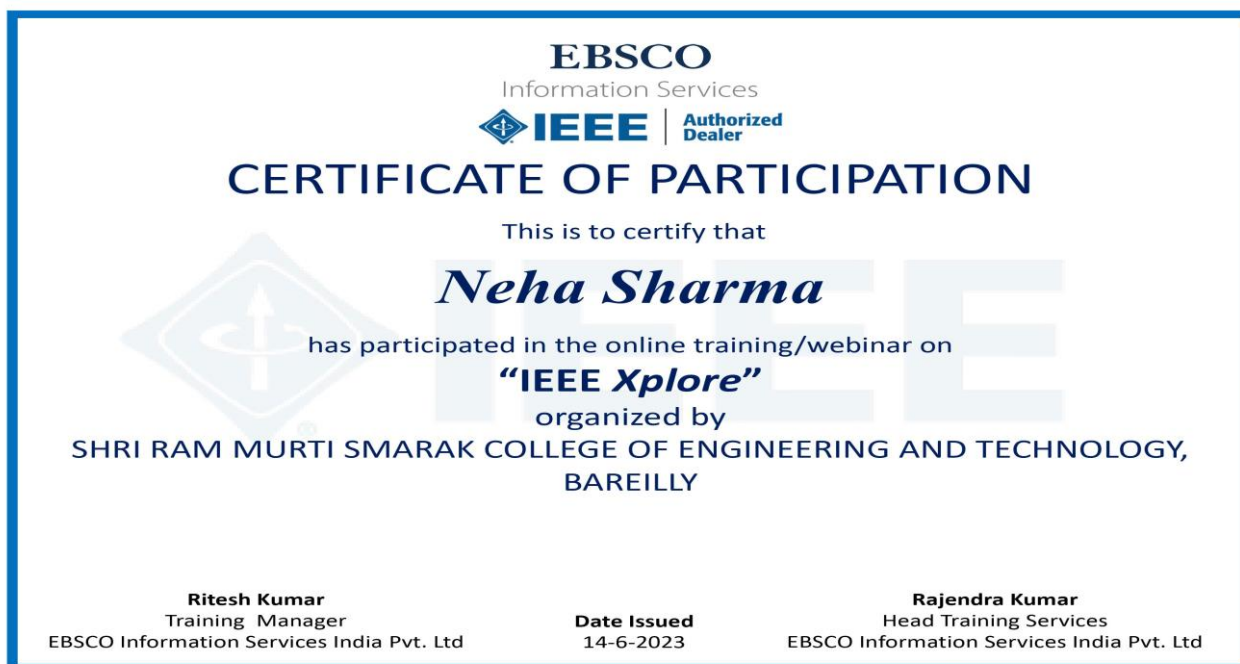 EBSCO
Information Services
IEEE Authorized Dealer
CERTIFICATE OF PARTICIPATION
This is to certify that
Neha Sharma
has participated in the online training/webinar on
“IEEE Xplore”
organized by
SHRI RAM MURTI SMARAK COLLEGE OF ENGINEERING AND TECHNOLOGY,
BAREILLY
Ritesh Kumar
Training Manager
EBSCO Information Services India Pvt. Ltd
Date Issued
14-6-2023
Rajendra Kumar
Head Training Services
EBSCO Information Services India Pvt. Ltd
IEEE